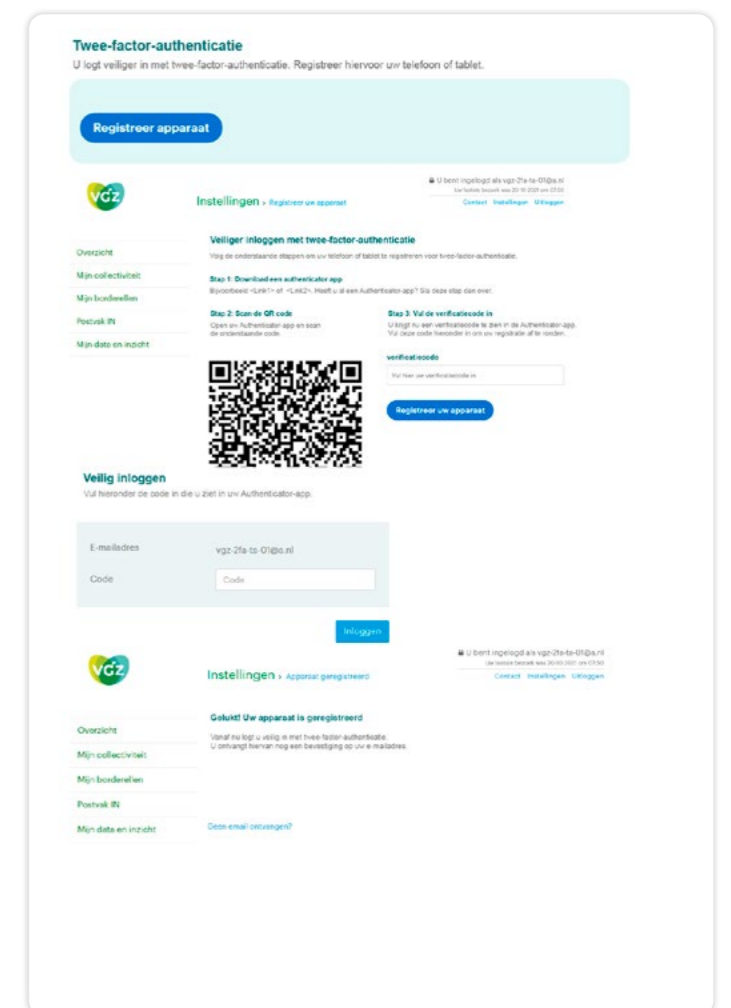 Twee-factor-authenticatie
U logt veiliger in met twee-factor-authenticatie. Registreer hiervoor uw telefoon of tablet.
Registreer apparaat
vgz
U bent ingelogd als vgz-2fa-ts-01@a.nl
Uw laatste bezoek was
Instellingen > Registreer uw apparaat
Contact Instellingen Uitloggen
Veiliger inloggen met twee-factor-authenticatie
Volg de onderstaande stappen om uw telefoon of tablet te registreren voor twee-factor-authenticatie.
Overzicht
Mijn collectiviteit
Mijn borderellen
Postvak IN
Mijn data en inzicht
Stap 1: Download een authenticator app
Bijvoorbeeld <Link1> of <Link2>. Heeft u al een Authenticator-app? Sla deze stap dan over.
Stap 2: Scan de QR code
Open uw Authenticator-app en scan
de onderstaande code.
Stap 3: Vul de verificatiecode in
U krijgt nu een verificatiecode te zien in de Authenticator-app.
Vul deze code hieronder in om uw registratie af te ronden.
verificatiecode
Vul hier uw verificatiecode in
Registreer uw apparaat
Veilig inloggen
Vul hieronder de code in die u ziet in uw Authenticator-app.
E-mailadres
vgz-2fa-ts-01@a.nl
Code
Code
Inloggen
vgz
U bent ingelogd als vgz-2fa-ts-01@a.nl
Uw laatste bezoek was
Instellingen > Apparaat geregistreerd
Contact Instellingen Uitloggen
Gelukt! Uw apparaat is geregistreerd
Vanaf nu logt u veilig in met twee-factor-authenticatie.
U ontvangt hiervan nog een bevestiging op uw e-mailadres.
Overzicht
Mijn collectiviteit
Mijn borderellen
Postvak IN
Mijn data en inzicht
Geen email ontvangen?